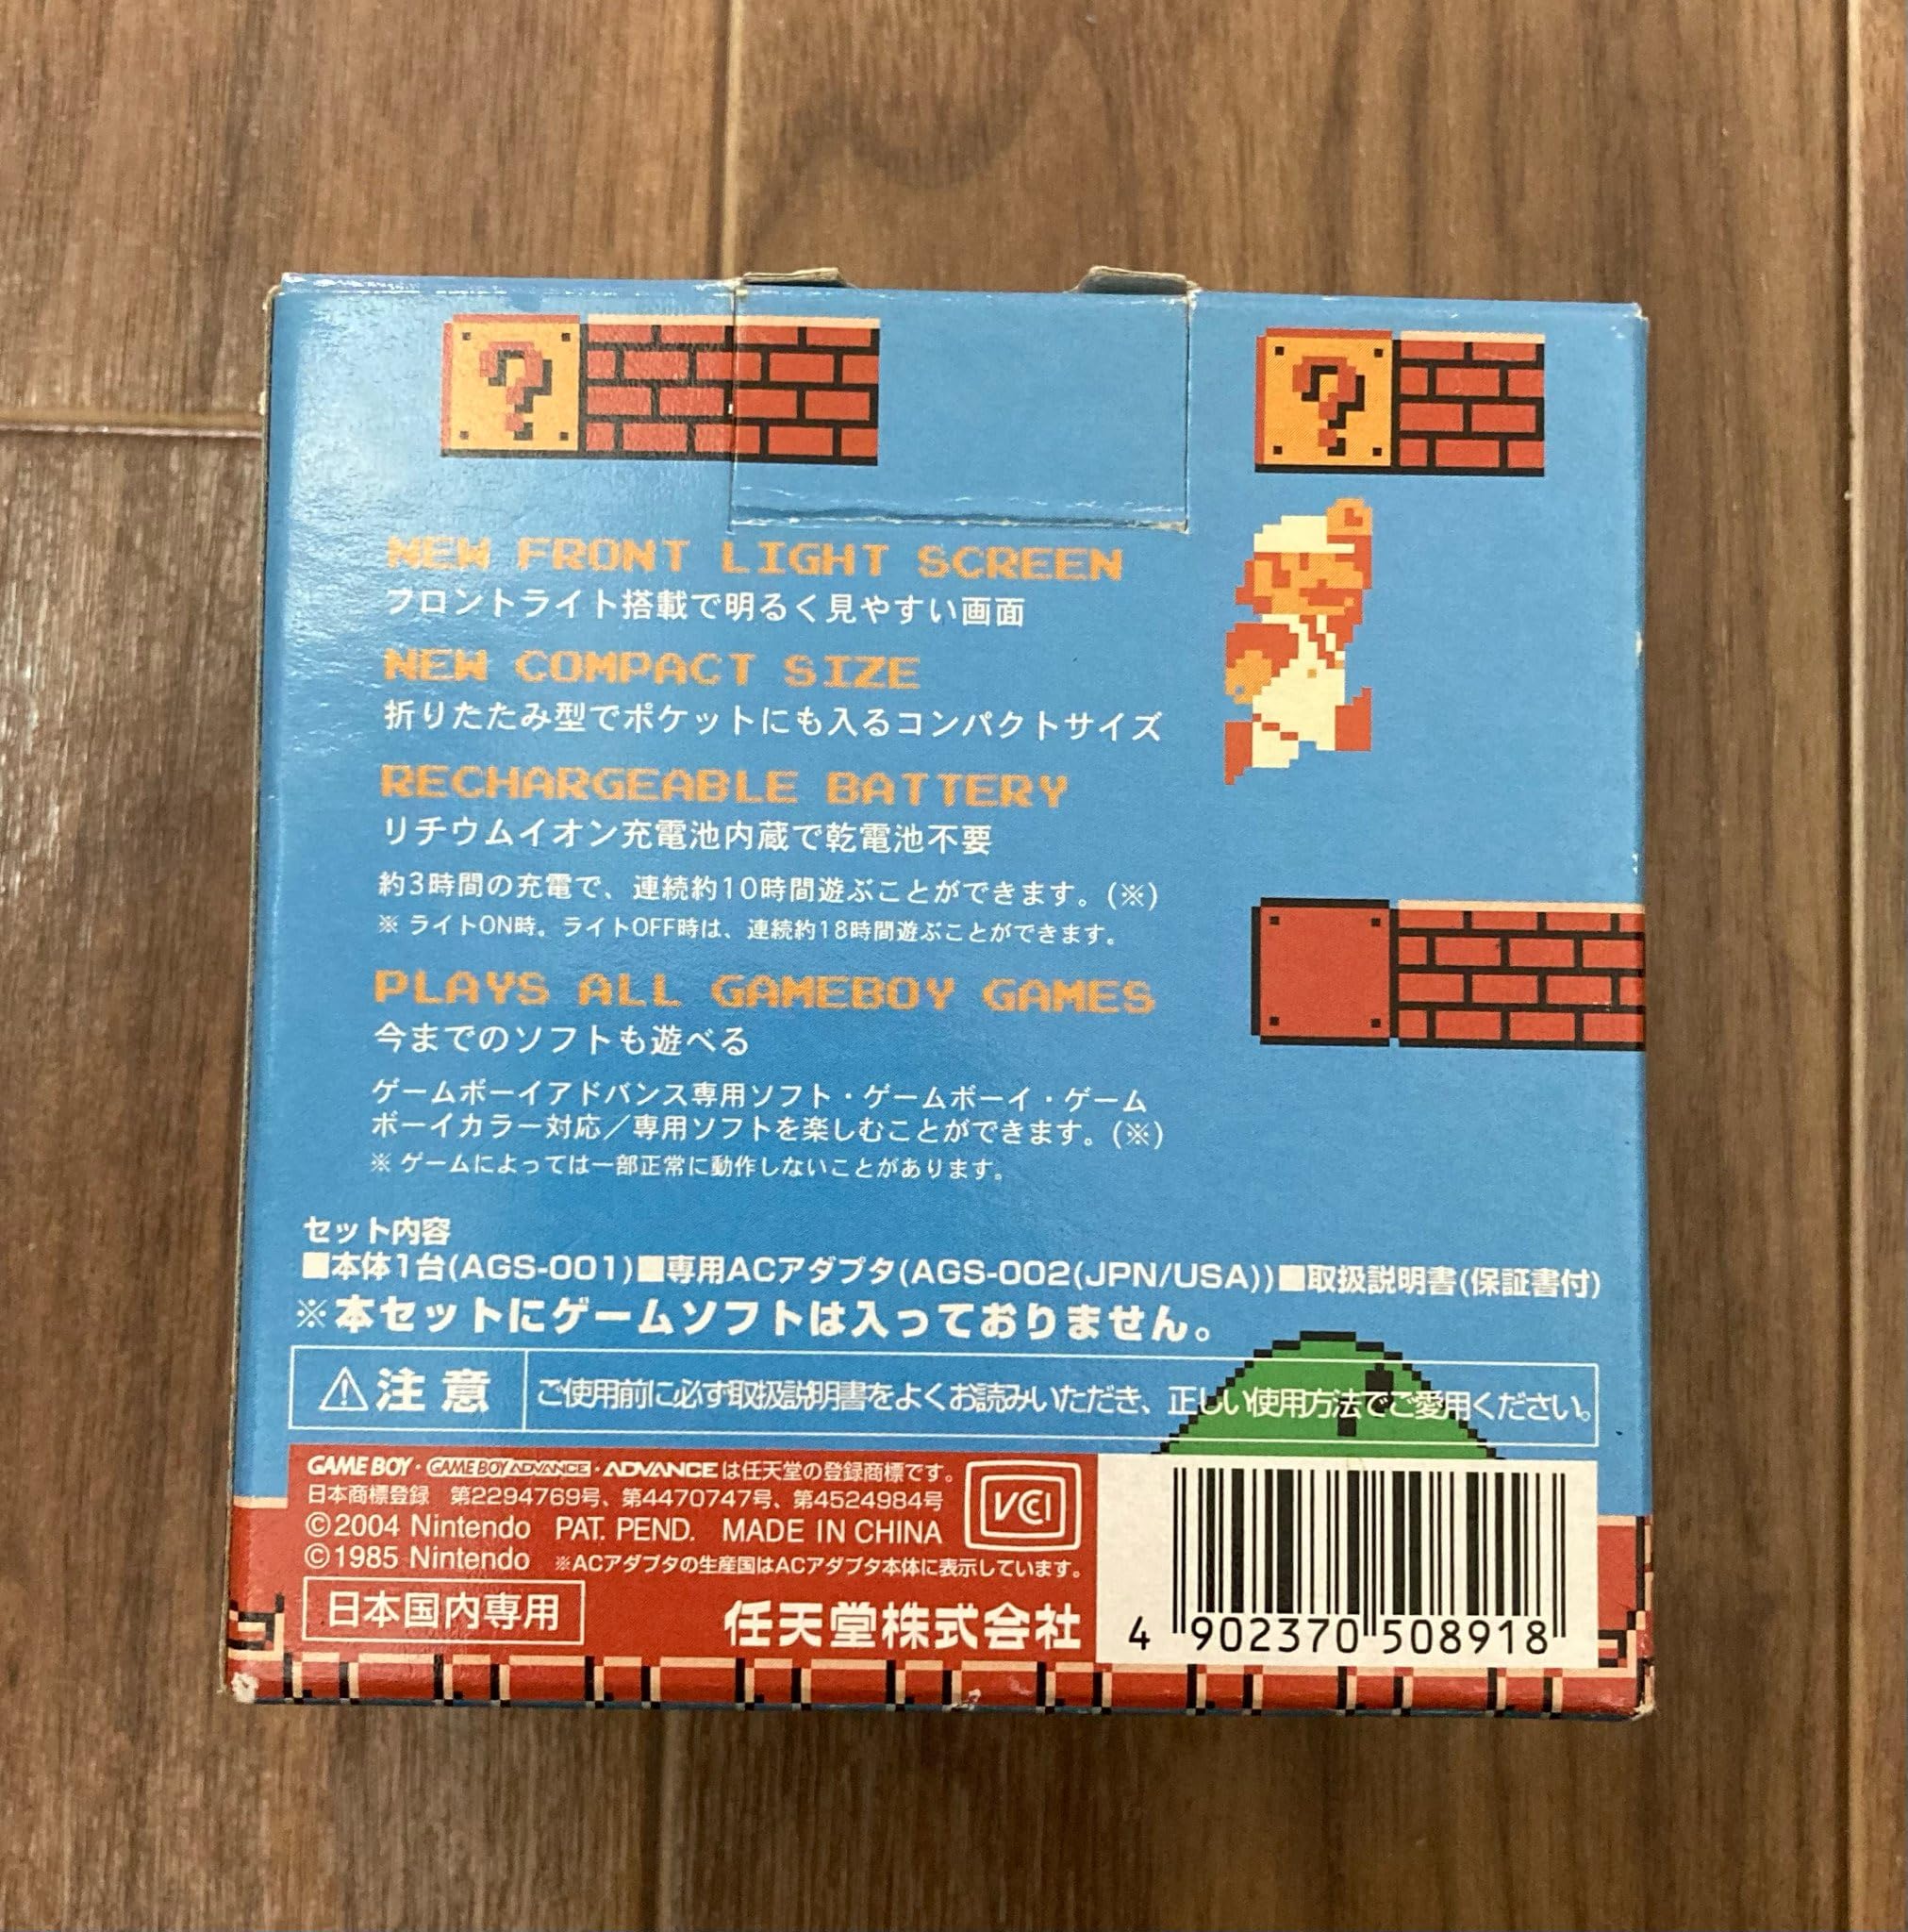 ?
?
NEW FRONT LIGHT SCREEN
フロントライト搭載で明るく見やすい画面
NEW COMPACT SIZE
折りたたみ型でポケットにも入るコンパクトサイズ
RECHARGEABLE BATTERY
リチウムイオン充電池内蔵で乾電池不要
約3時間の充電で、連続約10時間遊ぶことができます。(※)
※ ライトON時。ライトOFF時は、連続約18時間遊ぶことができます。
PLAYS ALL GAMEBOY GAMES
今までのソフトも遊べる
ゲームボーイアドバンス専用ソフト・ゲームボーイ・ゲーム
ボーイカラー対応／専用ソフトを楽しむことができます。(※)
※ ゲームによっては一部正常に動作しないことがあります。
セット内容
■本体1台(AGS-001)■専用ACアダプタ(AGS-002(JPN/USA))■取扱説明書(保証書付)
※本セットにゲームソフトは入っておりません。
⚠注意 ご使用前に必ず取扱説明書をよくお読みいただき、正しい使用方法でご愛用ください。
GAME BOY・GAME BOY ADVANCE・ADVANCEは任天堂の登録商標です。
日本商標登録 第2294769号、第4470747号、第4524984号
©2004 Nintendo PAT. PEND. MADE IN CHINA
©1985 Nintendo ※ACアダプタの生産国はACアダプタ本体に表示しています。
VCCI
日本国内専用
任天堂株式会社
4 902370 508918